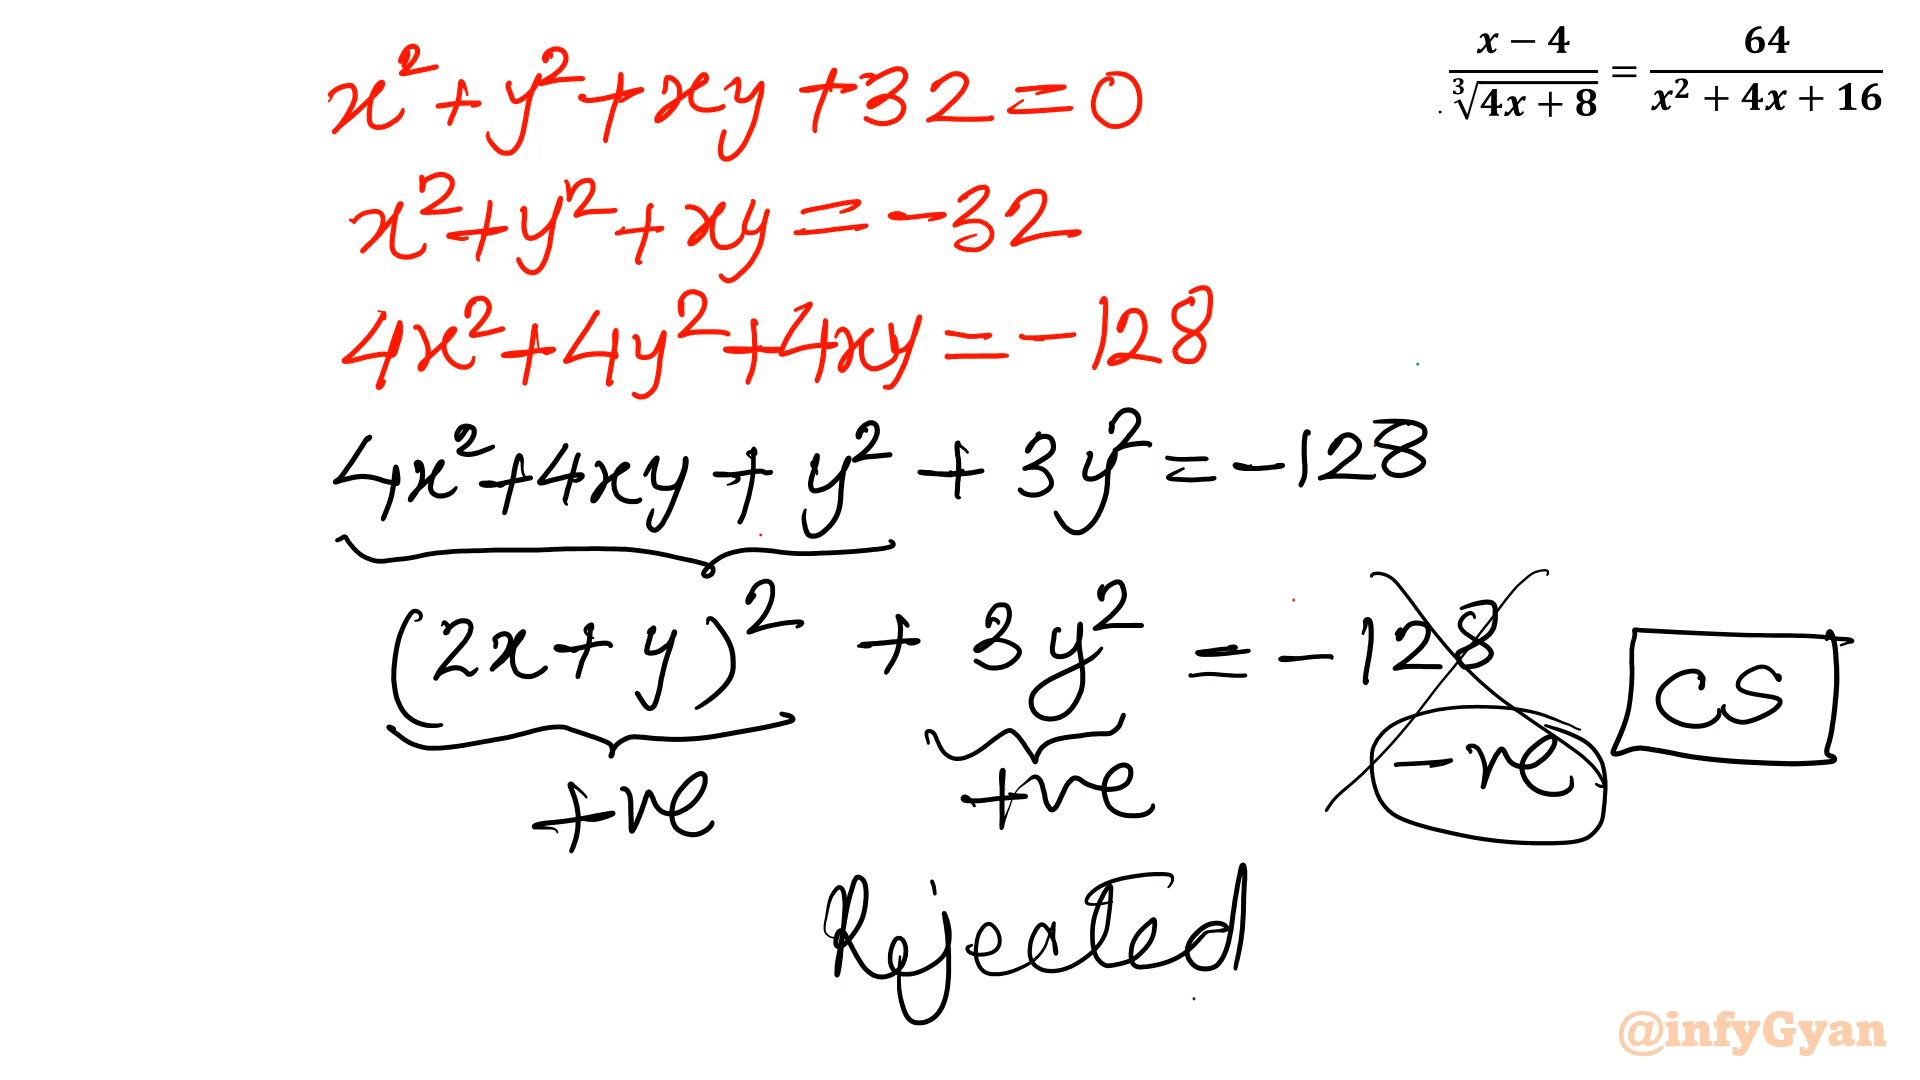 x² + y² + xy + 32 = 0
x - 4 / ∛(4x + 8) = 64 / x² + 4x + 16
x² + y² + xy = -32
4x² + 4y² + 4xy = -128
4x² + 4xy + y² + 3y² = -128
(2x + y)² + 3y² = -128
CS
+ve +ve -ve
Rejected
@infyGyan